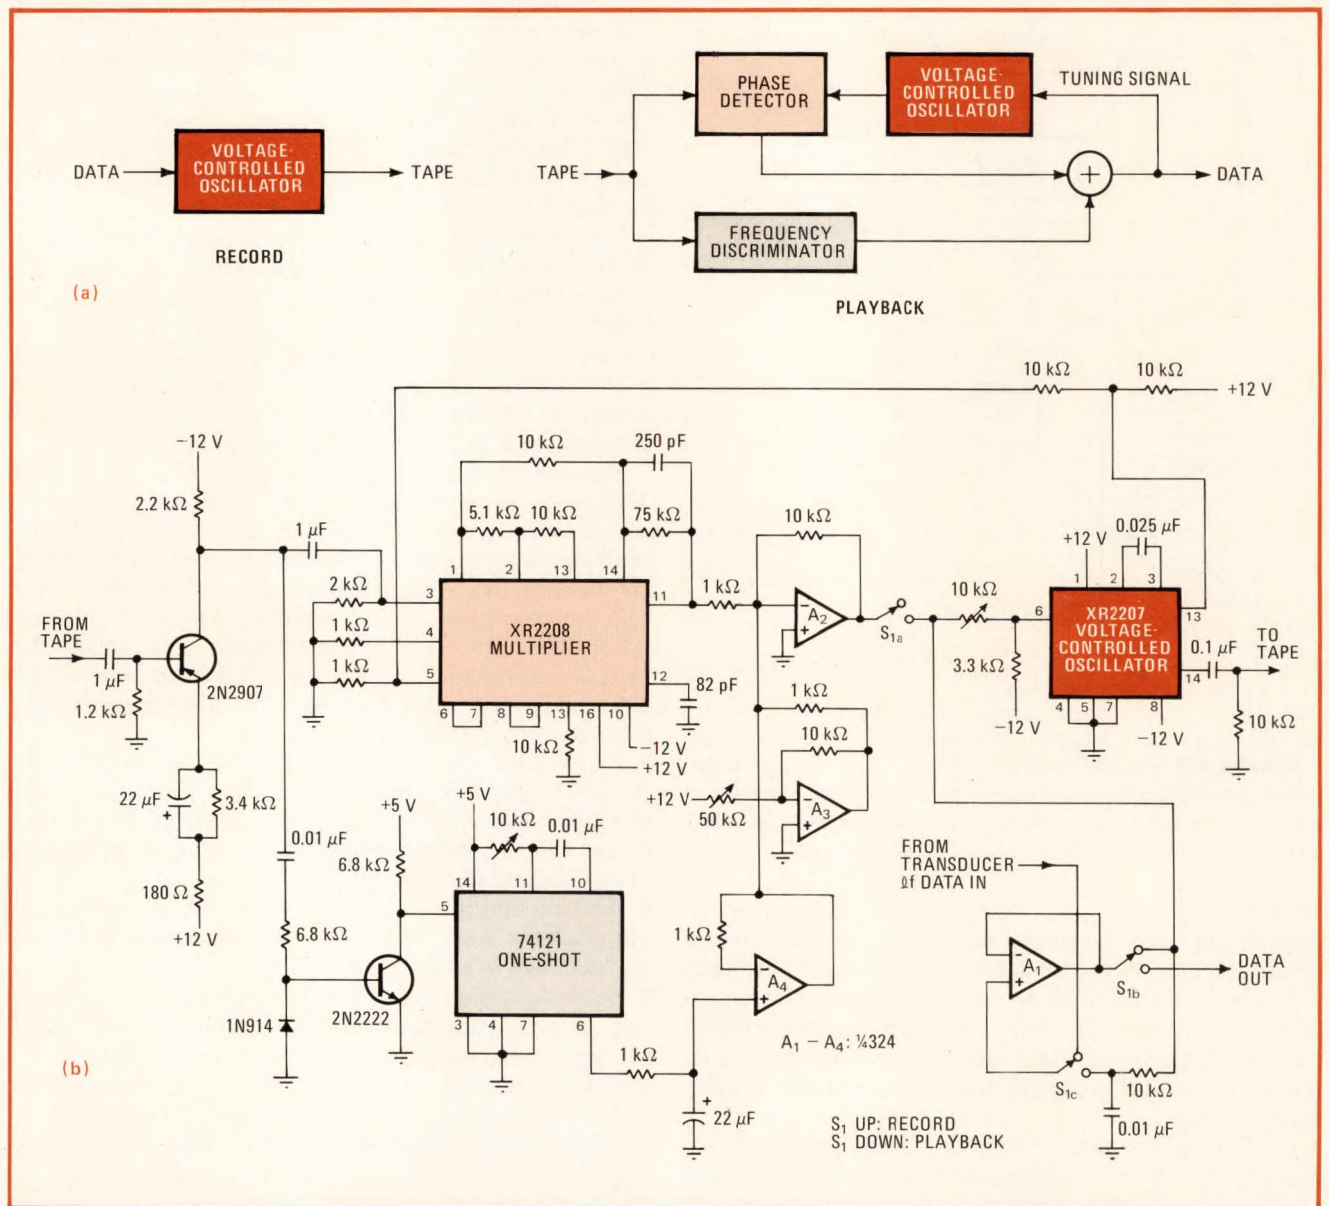 DATA
VOLTAGE-
CONTROLLED
OSCILLATOR
TAPE
RECORD
(a)
TAPE
PHASE
DETECTOR
VOLTAGE-
CONTROLLED
OSCILLATOR
TUNING SIGNAL
+
DATA
FREQUENCY
DISCRIMINATOR
PLAYBACK
10 kΩ
10 kΩ
+12 V
−12 V
2.2 kΩ
1 μF
10 kΩ
250 pF
5.1 kΩ
10 kΩ
75 kΩ
1
2
13
14
2 kΩ
3
1 kΩ
4
1 kΩ
5
XR2208
MULTIPLIER
11
12
82 pF
6
7
8
9
13
16
10
10 kΩ
−12 V
+12 V
FROM
TAPE
1 μF
1.2 kΩ
2N2907
22 μF
+
3.4 kΩ
180 Ω
+12 V
0.01 μF
6.8 kΩ
1N914
2N2222
+5 V
6.8 kΩ
+5 V
10 kΩ
0.01 μF
14
11
10
5
74121
ONE-SHOT
3
4
7
6
1 kΩ
+
22 μF
1 kΩ
10 kΩ
−
+
A2
S1a
1 kΩ
10 kΩ
+12 V
50 kΩ
−
+
A3
1 kΩ
−
+
A4
A1 − A4: ¼324
10 kΩ
3.3 kΩ
−12 V
+12 V
0.025 μF
1
2
3
6
13
XR2207
VOLTAGE-
CONTROLLED
OSCILLATOR
14
4
5
7
8
−12 V
0.1 μF
TO
TAPE
10 kΩ
FROM
TRANSDUCER
ℓf DATA IN
−
+
A1
S1b
DATA
OUT
S1c
10 kΩ
0.01 μF
(b)
S1 UP: RECORD
S1 DOWN: PLAYBACK